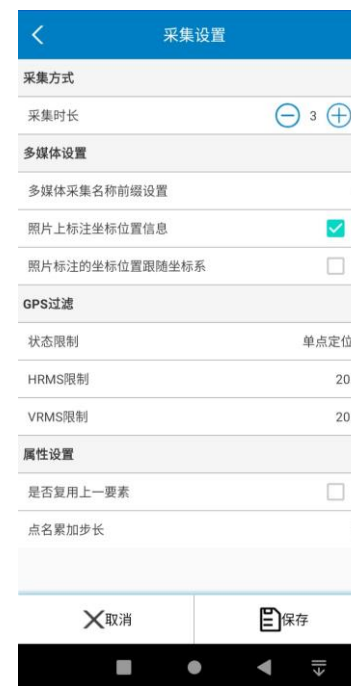 采集设置
采集方式
采集时长 3
多媒体设置
多媒体采集名称前缀设置
照片上标注坐标位置信息
照片标注的坐标位置跟随坐标系
GPS过滤
状态限制 单点定位
HRMS限制 20
VRMS限制 20
属性设置
是否复用上一要素
点名累加步长
取消 保存